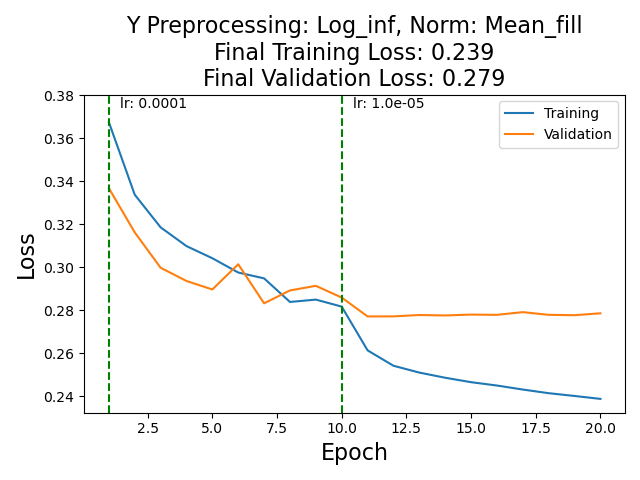 Y Preprocessing: Log_inf, Norm: Mean_fill
Final Training Loss: 0.239
Final Validation Loss: 0.279
lr: 0.0001
lr: 1.0e-05
Training
Validation
0.38
0.36
0.34
0.32
0.30
0.28
0.26
0.24
Loss
2.5 5.0 7.5 10.0 12.5 15.0 17.5 20.0
Epoch